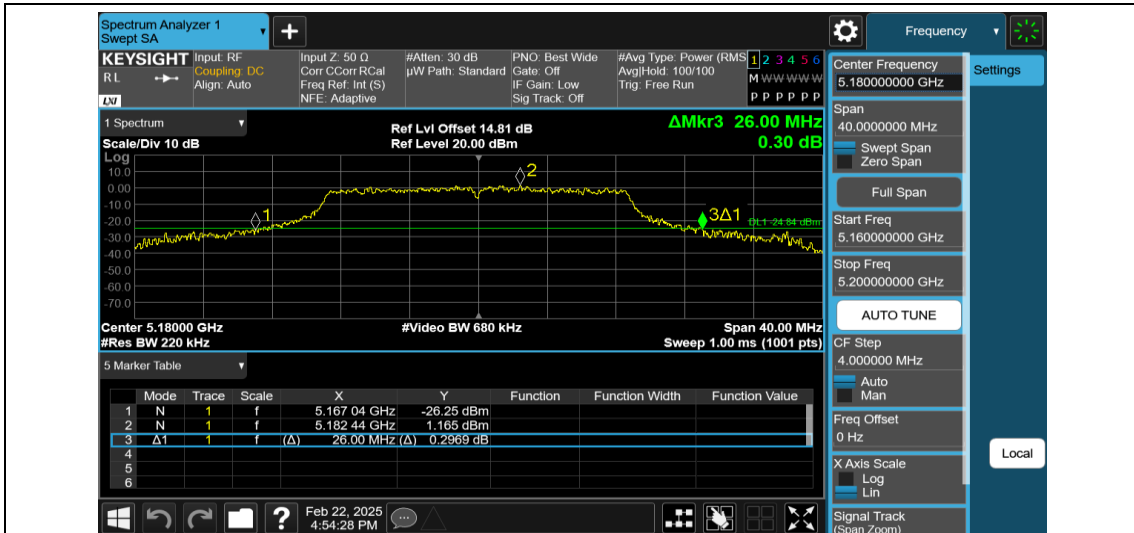 Spectrum Analyzer 1
Swept SA
Frequency
KEYSIGHT
R L
LXI
Input: RF
Coupling: DC
Align: Auto
Input Z: 50 Ω
Corr CCorr RCal
Freq Ref: Int (S)
NFE: Adaptive
#Atten: 30 dB
µW Path: Standard
PNO: Best Wide
Gate: Off
IF Gain: Low
Sig Track: Off
#Avg Type: Power (RMS
Avg|Hold: 100/100
Trig: Free Run
1 2 3 4 5 6
M W W W W W
P P P P P P
1 Spectrum
Scale/Div 10 dB
Ref Lvl Offset 14.81 dB
Ref Level 20.00 dBm
ΔMkr3 26.00 MHz
0.30 dB
Log
10.0
0.00
-10.0
-20.0
-30.0
-40.0
-50.0
-60.0
-70.0
1
2
3Δ1
DL1 -24.84 dBm
Center 5.18000 GHz
#Video BW 680 kHz
Span 40.00 MHz
#Res BW 220 kHz
Sweep 1.00 ms (1001 pts)
5 Marker Table
Mode Trace Scale X Y Function Function Width Function Value
1 N 1 f 5.167 04 GHz -26.25 dBm
2 N 1 f 5.182 44 GHz 1.165 dBm
3 Δ1 1 f (Δ) 26.00 MHz (Δ) 0.2969 dB
4
5
6
?
Feb 22, 2025
4:54:28 PM
Center Frequency
5.180000000 GHz
Settings
Span
40.0000000 MHz
Swept Span
Zero Span
Full Span
Start Freq
5.160000000 GHz
Stop Freq
5.200000000 GHz
AUTO TUNE
CF Step
4.000000 MHz
Auto
Man
Freq Offset
0 Hz
X Axis Scale
Log
Lin
Local
Signal Track
(Span Zoom)